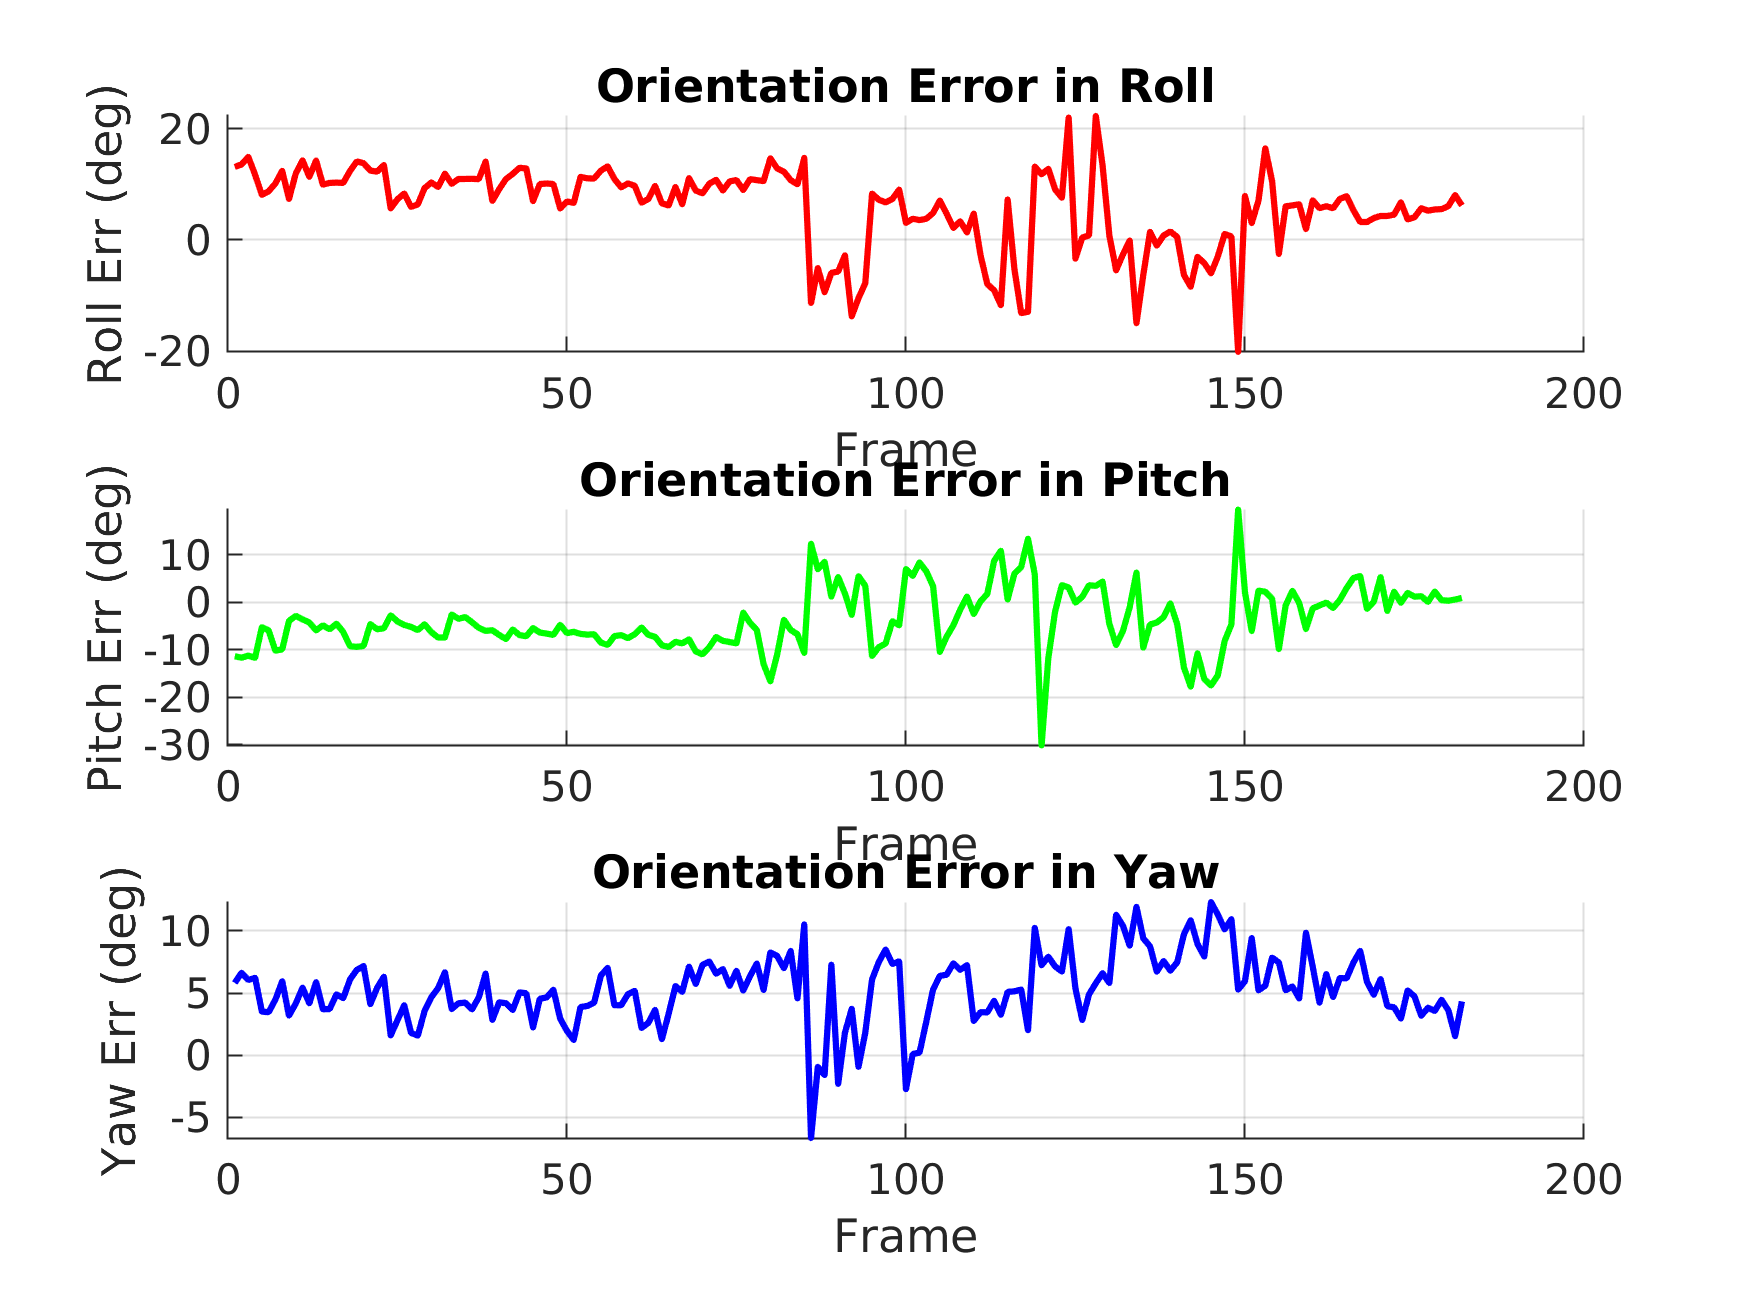 Orientation Error in Roll
Roll Err (deg)
20
0
-20
0 50 100 150 200
Frame
Orientation Error in Pitch
Pitch Err (deg)
10
0
-10
-20
-30
0 50 100 150 200
Frame
Orientation Error in Yaw
Yaw Err (deg)
10
5
0
-5
0 50 100 150 200
Frame